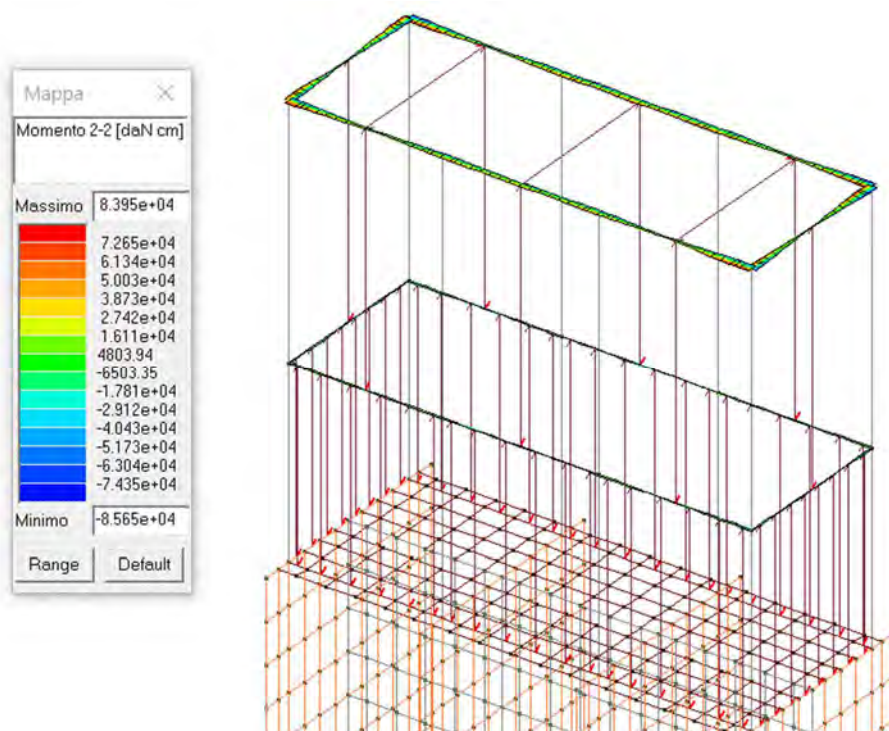 Mappa
Momento 2-2 [daN cm]
Massimo 8.395e+04
7.265e+04
6.134e+04
5.003e+04
3.873e+04
2.742e+04
1.611e+04
4803.94
-6503.35
-1.781e+04
-2.912e+04
-4.043e+04
-5.173e+04
-6.304e+04
-7.435e+04
Minimo -8.565e+04
Range Default